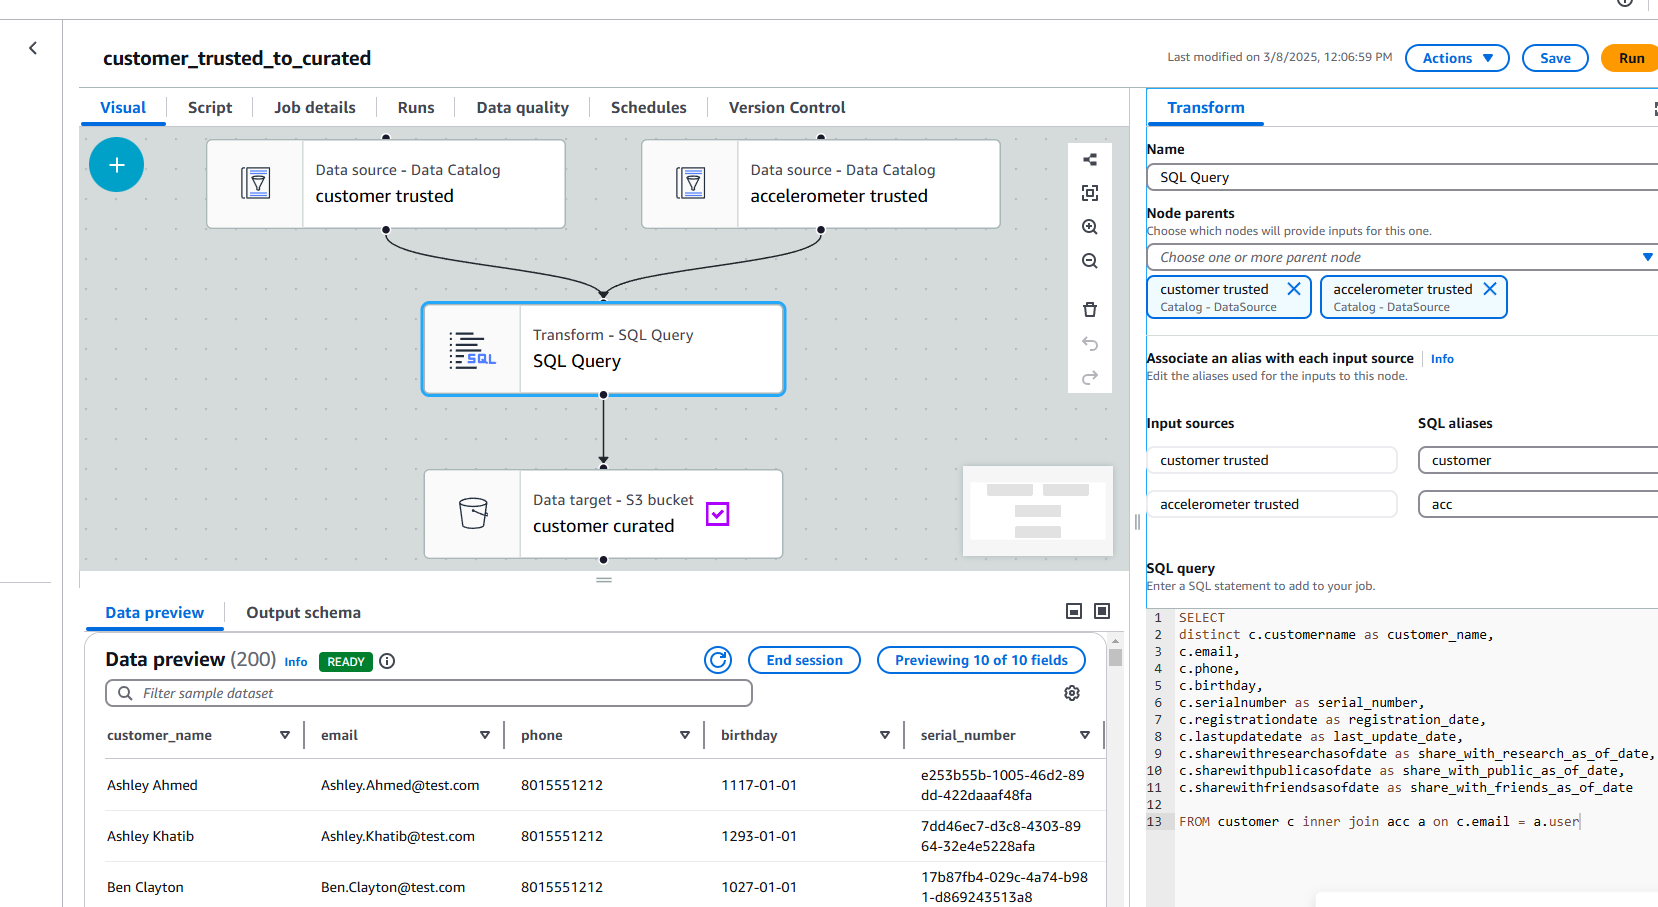 customer_trusted_to_curated
Last modified on 3/8/2025, 12:06:59 PM
Actions
Save
Run
Visual
Script
Job details
Runs
Data quality
Schedules
Version Control
Data source - Data Catalog
customer trusted
Data source - Data Catalog
accelerometer trusted
SQL
Transform - SQL Query
SQL Query
Data target - S3 bucket
customer curated
Data preview
Output schema
Data preview (200) Info READY
End session
Previewing 10 of 10 fields
Filter sample dataset
customer_name email phone birthday serial_number
Ashley Ahmed Ashley.Ahmed@test.com 8015551212 1117-01-01 e253b55b-1005-46d2-89
dd-422daaaf48fa
Ashley Khatib Ashley.Khatib@test.com 8015551212 1293-01-01 7dd46ec7-d3c8-4303-89
64-32e4e5228afa
Ben Clayton Ben.Clayton@test.com 8015551212 1027-01-01 17b87fb4-029c-4a74-b98
1-d869243513a8
Transform
Name
SQL Query
Node parents
Choose which nodes will provide inputs for this one.
Choose one or more parent node
customer trusted
Catalog - DataSource
accelerometer trusted
Catalog - DataSource
Associate an alias with each input source Info
Edit the aliases used for the inputs to this node.
Input sources SQL aliases
customer trusted customer
accelerometer trusted acc
SQL query
Enter a SQL statement to add to your job.
1 SELECT
2 distinct c.customername as customer_name,
3 c.email,
4 c.phone,
5 c.birthday,
6 c.serialnumber as serial_number,
7 c.registrationdate as registration_date,
8 c.lastupdatedate as last_update_date,
9 c.sharewithresearchasofdate as share_with_research_as_of_date,
10 c.sharewithpublicasofdate as share_with_public_as_of_date,
11 c.sharewithfriendsasofdate as share_with_friends_as_of_date
12
13 FROM customer c inner join acc a on c.email = a.user